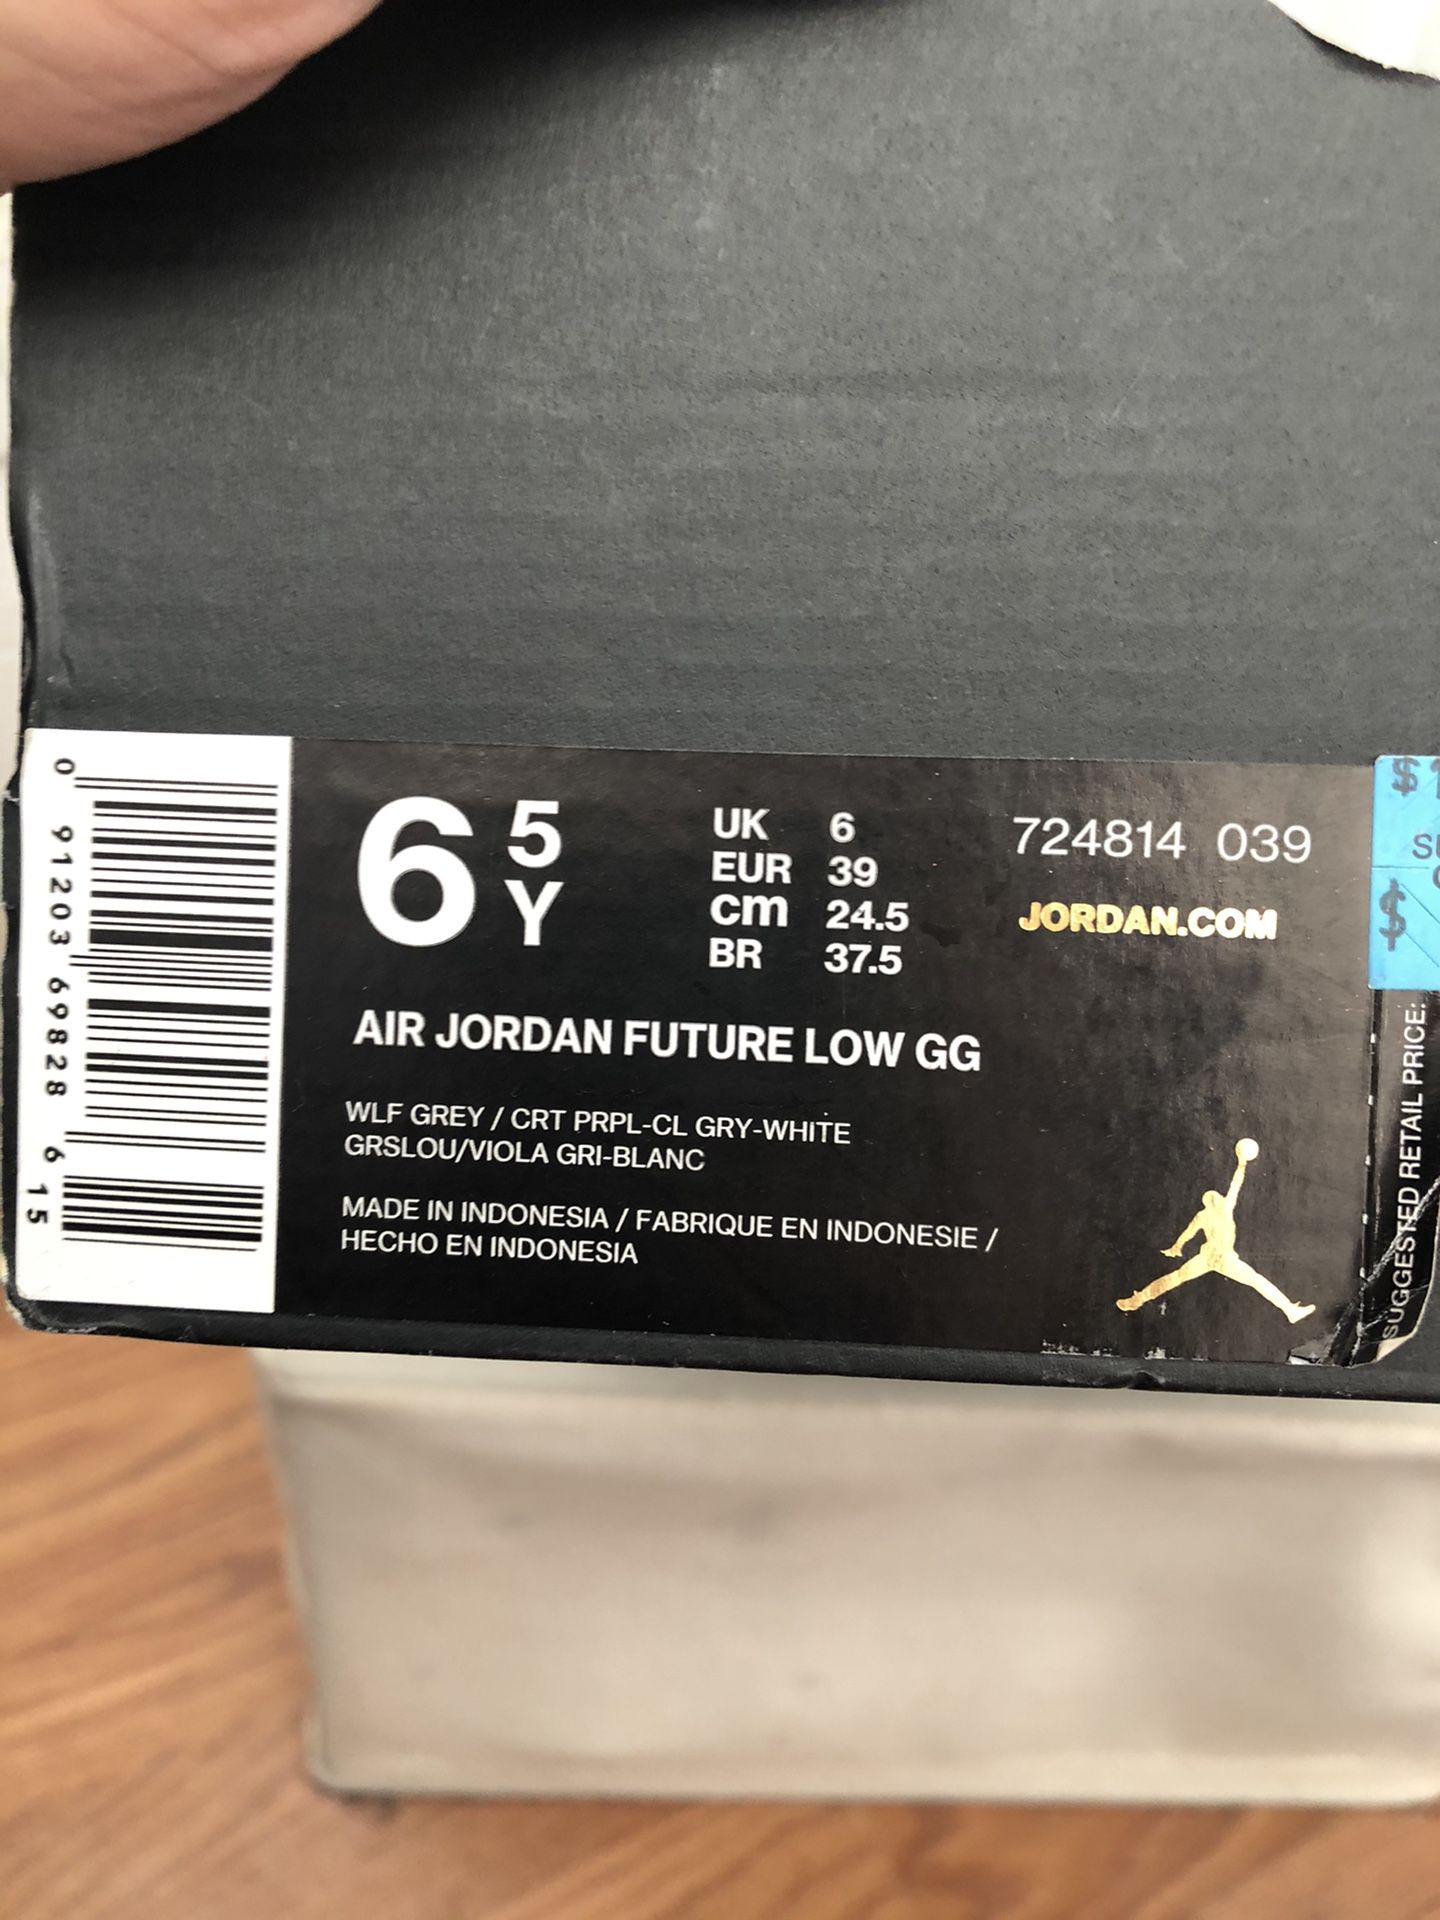 0 91203 69828 6 15
6 5 Y
UK 6
EUR 39
cm 24.5
BR 37.5
724814 039
JORDAN.COM
AIR JORDAN FUTURE LOW GG
WLF GREY / CRT PRPL-CL GRY-WHITE
GRSLOU/VIOLA GRI-BLANC
MADE IN INDONESIA / FABRIQUE EN INDONESIE /
HECHO EN INDONESIA
SUGGESTED RETAIL PRICE:
$
$